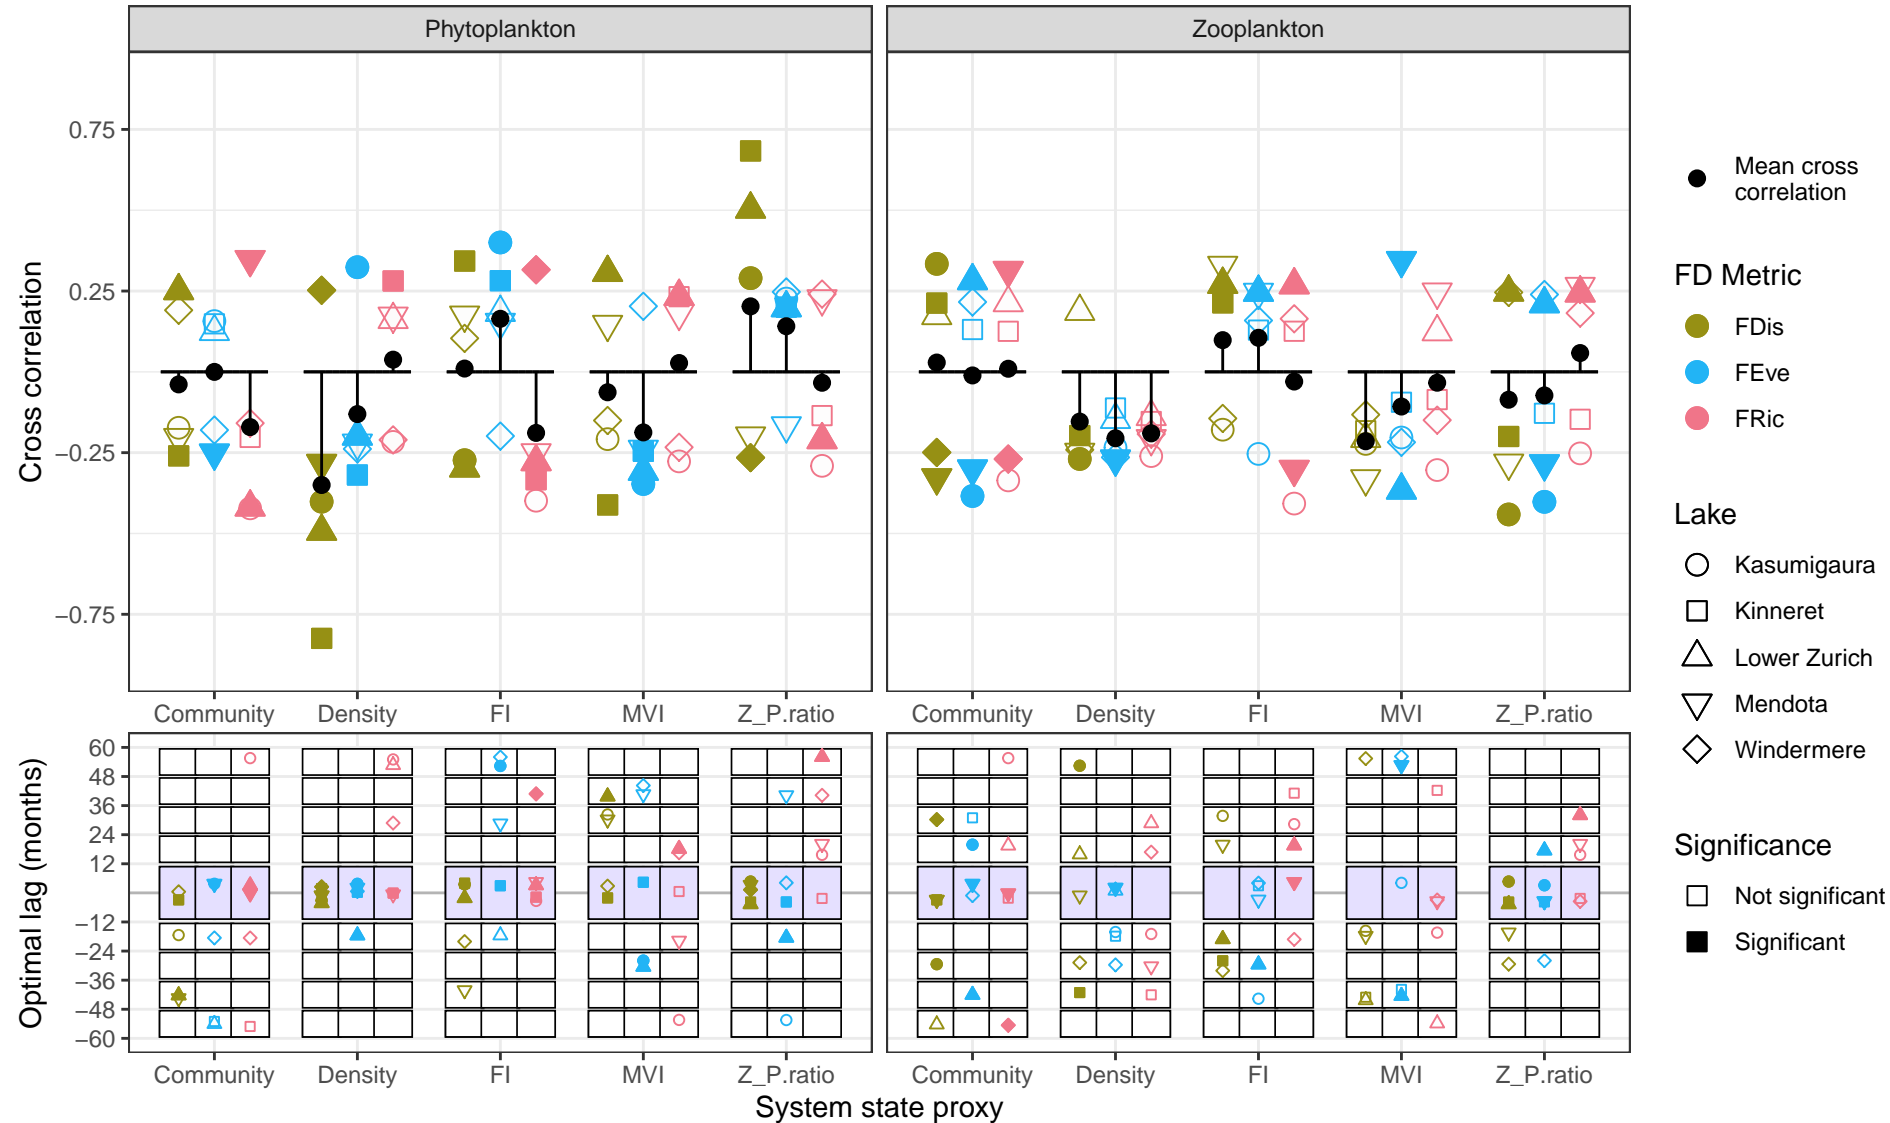 Phytoplankton
Zooplankton
Cross correlation
0.75
0.25
−0.25
−0.75
Community
Density
FI
MVI
Z_P.ratio
Community
Density
FI
MVI
Z_P.ratio
Optimal lag (months)
60
48
36
24
12
−12
−24
−36
−48
−60
Community
Density
FI
MVI
Z_P.ratio
Community
Density
FI
MVI
Z_P.ratio
System state proxy
Mean cross
correlation
FD Metric
FDis
FEve
FRic
Lake
Kasumigaura
Kinneret
Lower Zurich
Mendota
Windermere
Significance
Not significant
Significant